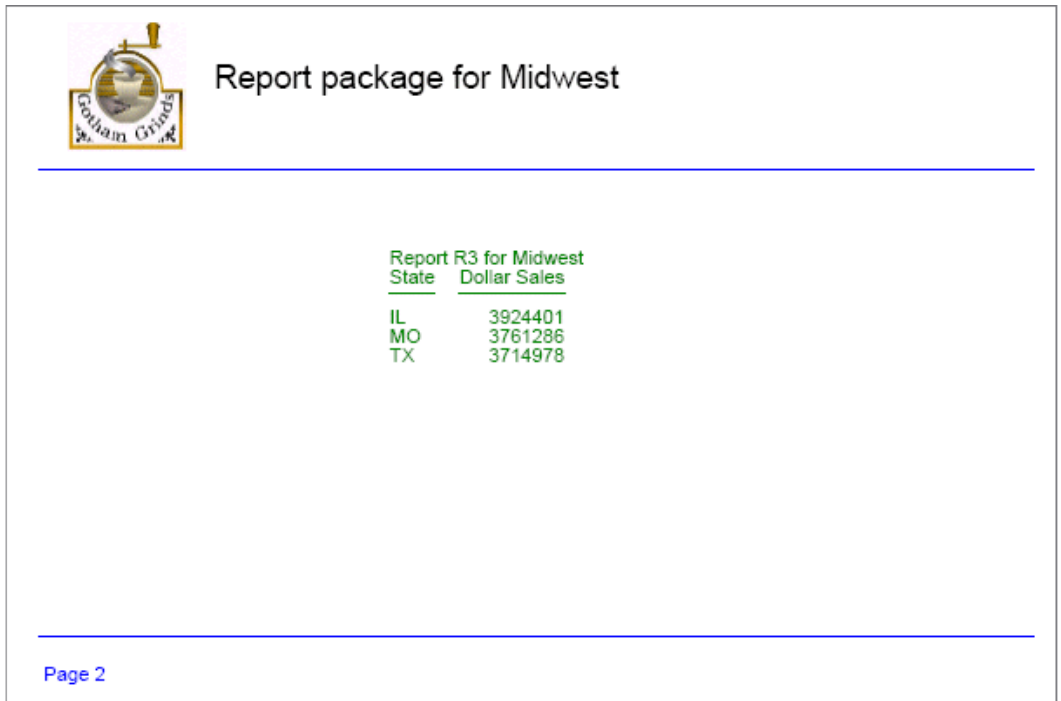 Gotham Grinds
Report package for Midwest
Report R3 for Midwest
State Dollar Sales
IL 3924401
MO 3761286
TX 3714978
Page 2